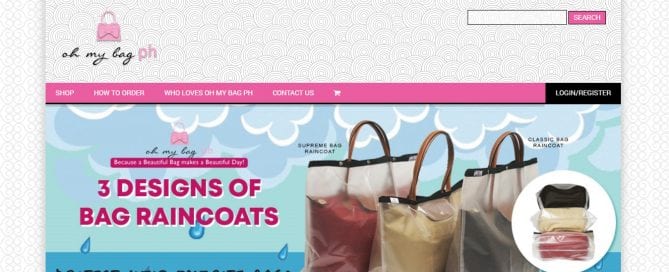 oh my bag ph
SEARCH
SHOP HOW TO ORDER WHO LOVES OH MY BAG PH CONTACT US LOGIN/REGISTER
oh my bag ph
Because a Beautiful Bag makes a Beautiful Day!
3 DESIGNS OF
BAG RAINCOATS
SUPREME BAG
RAINCOAT
CLASSIC BAG
RAINCOAT